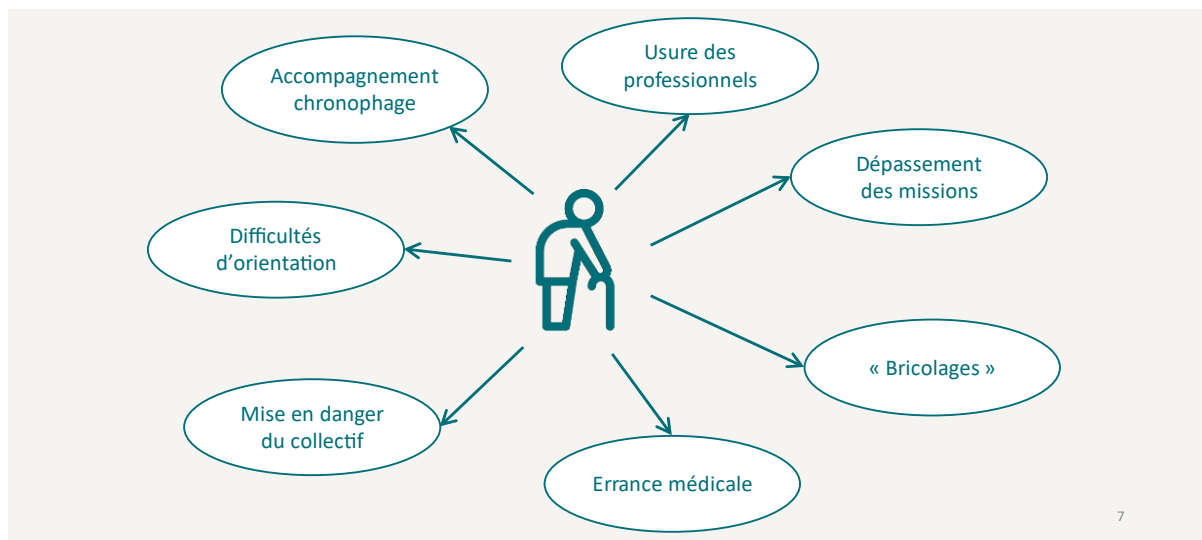 Accompagnement
chronophage
Usure des
professionnels
Dépassement
des missions
Difficultés
d'orientation
« Bricolages »
Mise en danger
du collectif
Errance médicale
7